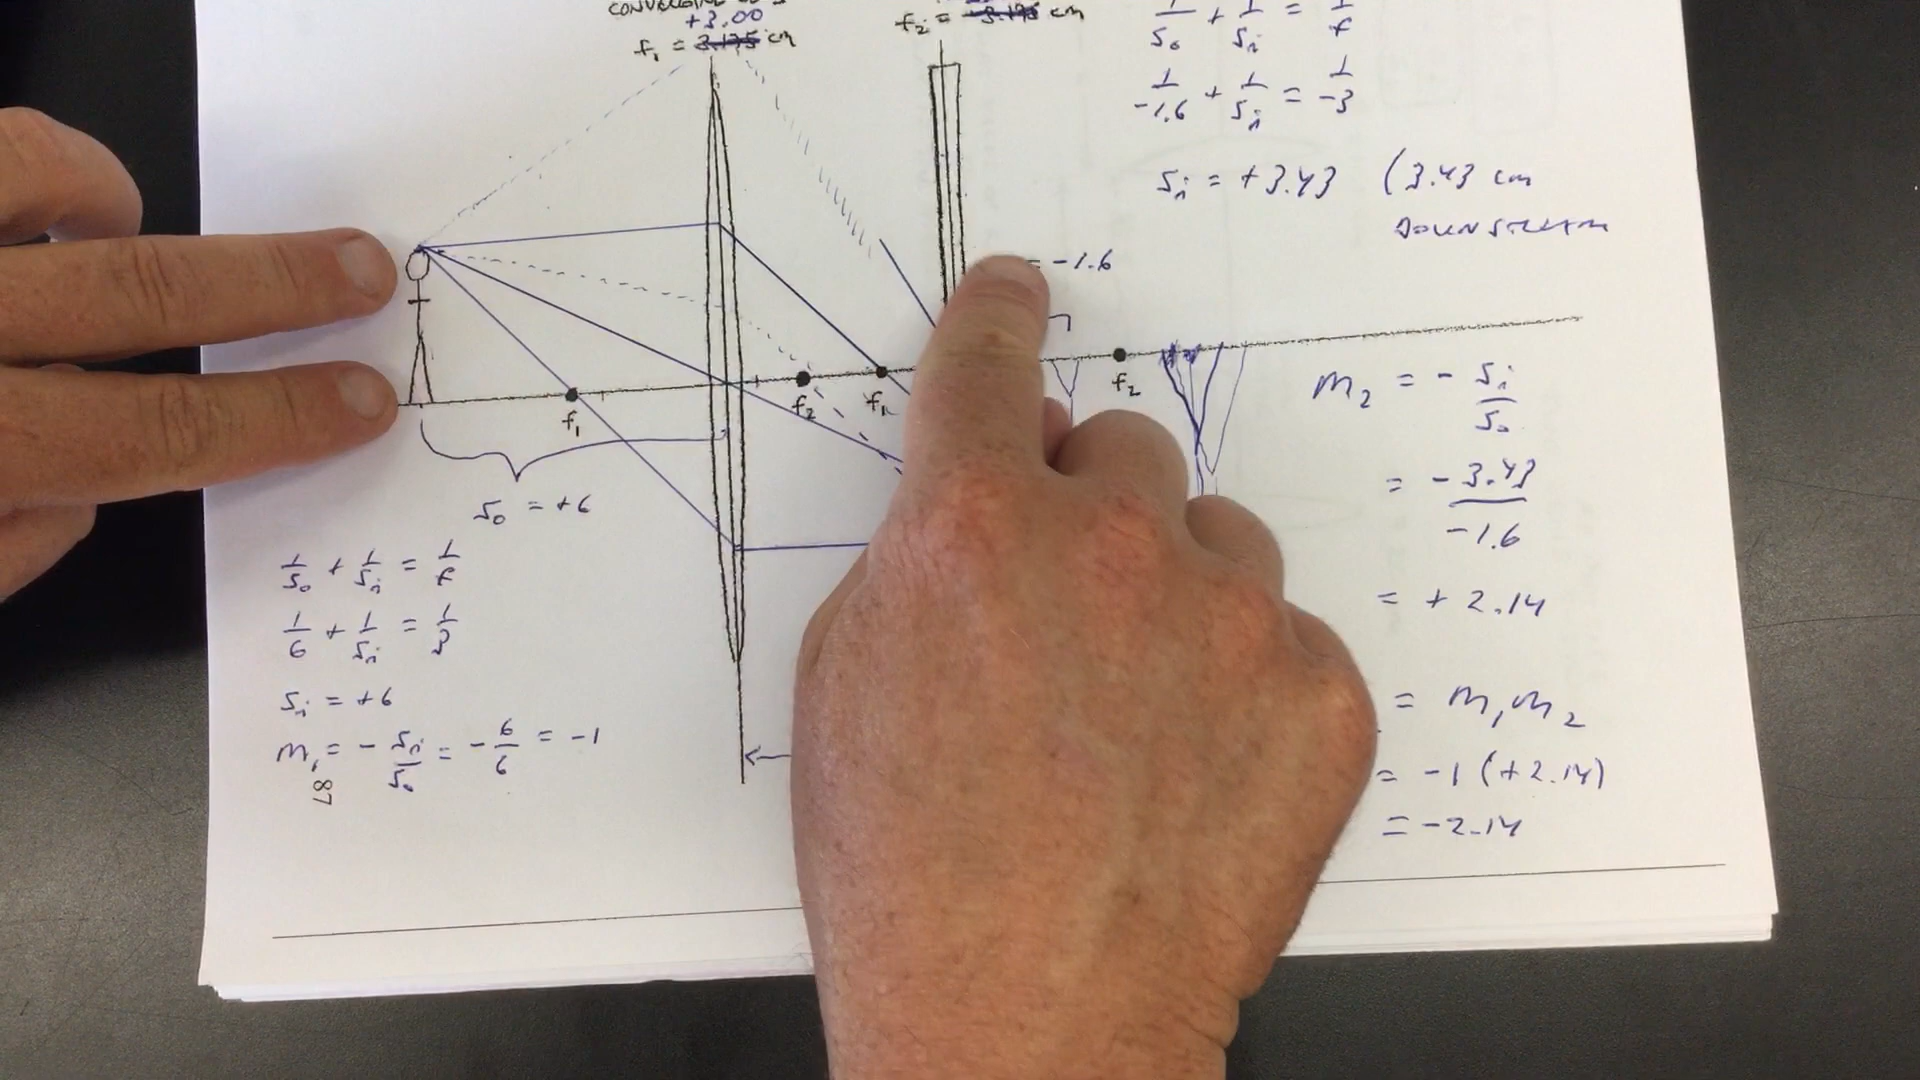 +3.00
f₁ = 3.175 cm
f₂ = cm
1/s₀ + 1/sᵢ = 1/f
1/-1.6 + 1/sᵢ = 1/-3
sᵢ = +3.43 (3.43 cm
DOWNSTREAM
= -1.6
f₁
f₂
f₁
f₂
s₀ = +6
1/s₀ + 1/sᵢ = 1/f
1/6 + 1/sᵢ = 1/3
sᵢ = +6
m₁ = - sᵢ/s₀ = - 6/6 = -1
87
m₂ = - sᵢ/s₀
= - 3.43/-1.6
= + 2.14
= m₁m₂
= -1 (+2.14)
= -2.14